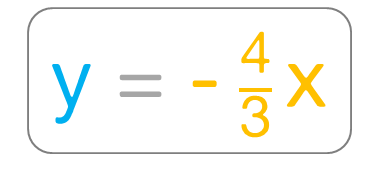 y = - 4/3 x